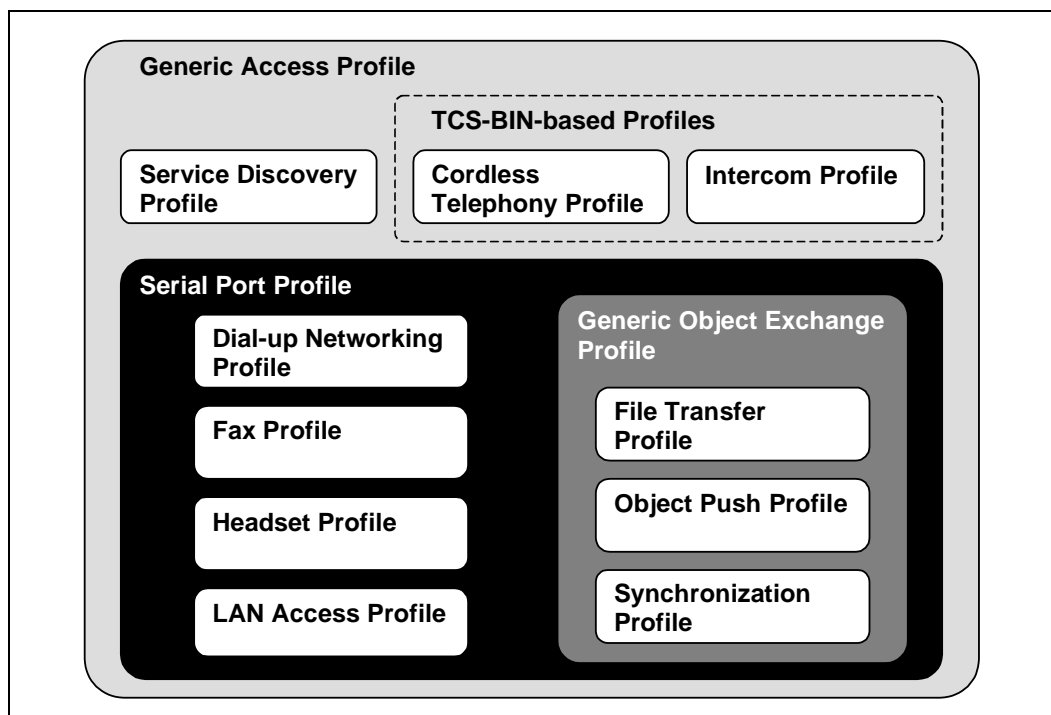 Generic Access Profile
TCS-BIN-based Profiles
Service Discovery
Profile
Cordless
Telephony Profile
Intercom Profile
Serial Port Profile
Dial-up Networking
Profile
Fax Profile
Headset Profile
LAN Access Profile
Generic Object Exchange
Profile
File Transfer
Profile
Object Push Profile
Synchronization
Profile